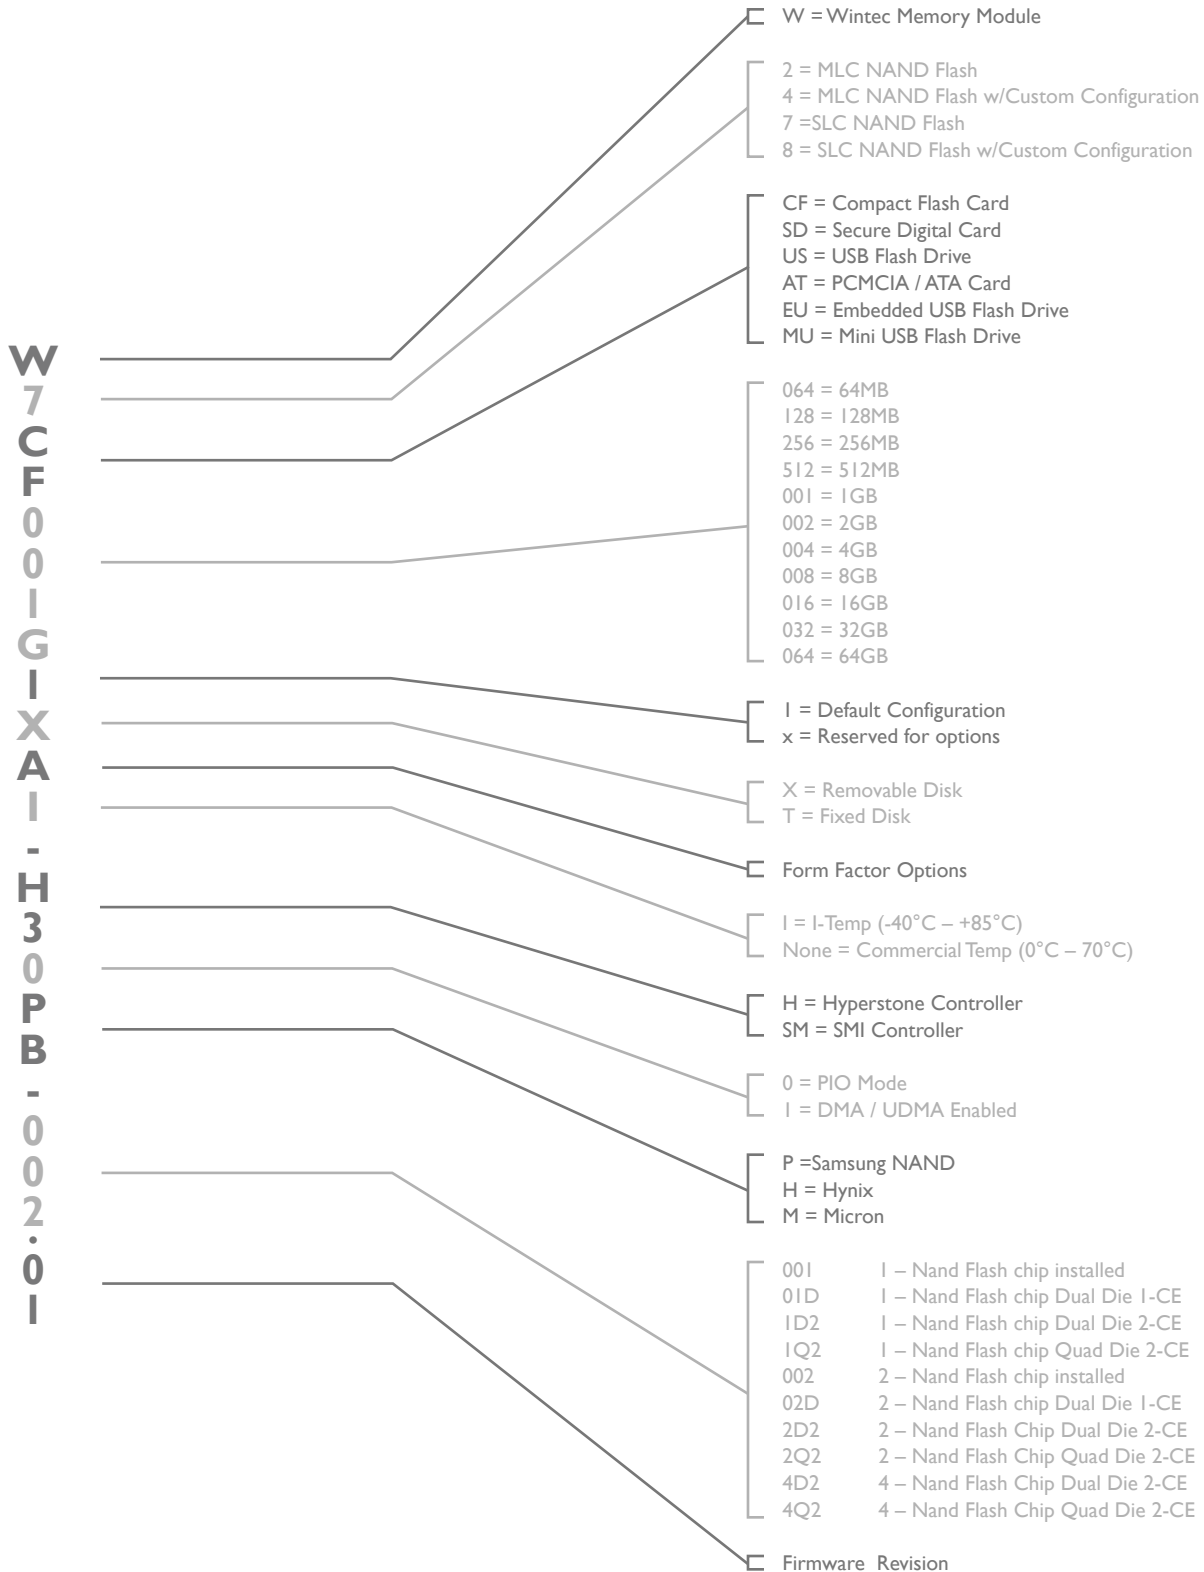 W = Wintec Memory Module
2 = MLC NAND Flash
4 = MLC NAND Flash w/Custom Configuration
7 =SLC NAND Flash
8 = SLC NAND Flash w/Custom Configuration
CF = Compact Flash Card
SD = Secure Digital Card
US = USB Flash Drive
AT = PCMCIA / ATA Card
EU = Embedded USB Flash Drive
MU = Mini USB Flash Drive
064 = 64MB
128 = 128MB
256 = 256MB
512 = 512MB
001 = 1GB
002 = 2GB
004 = 4GB
008 = 8GB
016 = 16GB
032 = 32GB
064 = 64GB
1 = Default Configuration
x = Reserved for options
X = Removable Disk
T = Fixed Disk
Form Factor Options
I = I-Temp (-40°C – +85°C)
None = Commercial Temp (0°C – 70°C)
H = Hyperstone Controller
SM = SMI Controller
0 = PIO Mode
1 = DMA / UDMA Enabled
P =Samsung NAND
H = Hynix
M = Micron
001 1 – Nand Flash chip installed
01D 1 – Nand Flash chip Dual Die 1-CE
1D2 1 – Nand Flash chip Dual Die 2-CE
1Q2 1 – Nand Flash chip Quad Die 2-CE
002 2 – Nand Flash chip installed
02D 2 – Nand Flash chip Dual Die 1-CE
2D2 2 – Nand Flash Chip Dual Die 2-CE
2Q2 2 – Nand Flash Chip Quad Die 2-CE
4D2 4 – Nand Flash Chip Dual Die 2-CE
4Q2 4 – Nand Flash Chip Quad Die 2-CE
Firmware Revision
W
7
C
F
0
0
1
G
1
X
A
I
-
H
3
0
P
B
-
0
0
2
.
0
1